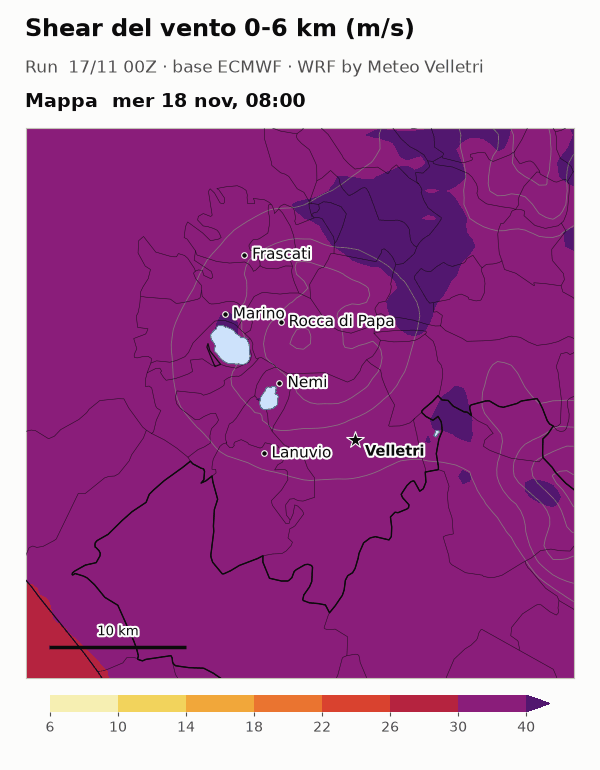 Shear del vento 0-6 km (m/s)
Run  17/11 00Z · base ECMWF · WRF by Meteo Velletri
Mappa  mer 18 nov, 08:00
Frascati
Marino
Rocca di Papa
Nemi
Velletri
Lanuvio
10 km
6 10 14 18 22 26 30 40